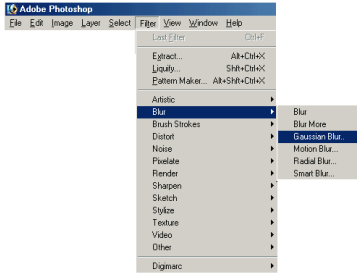 Adobe Photoshop
File Edit Image Layer Select Filter View Window Help
Last Filter Ctrl+F
Extract... Alt+Ctrl+X
Liquify... Shft+Ctrl+X
Pattern Maker... Alt+Shft+Ctrl+X
Artistic
Blur
Brush Strokes
Distort
Noise
Pixelate
Render
Sharpen
Sketch
Stylize
Texture
Video
Other
Digimarc
Blur
Blur More
Gaussian Blur...
Motion Blur...
Radial Blur...
Smart Blur...